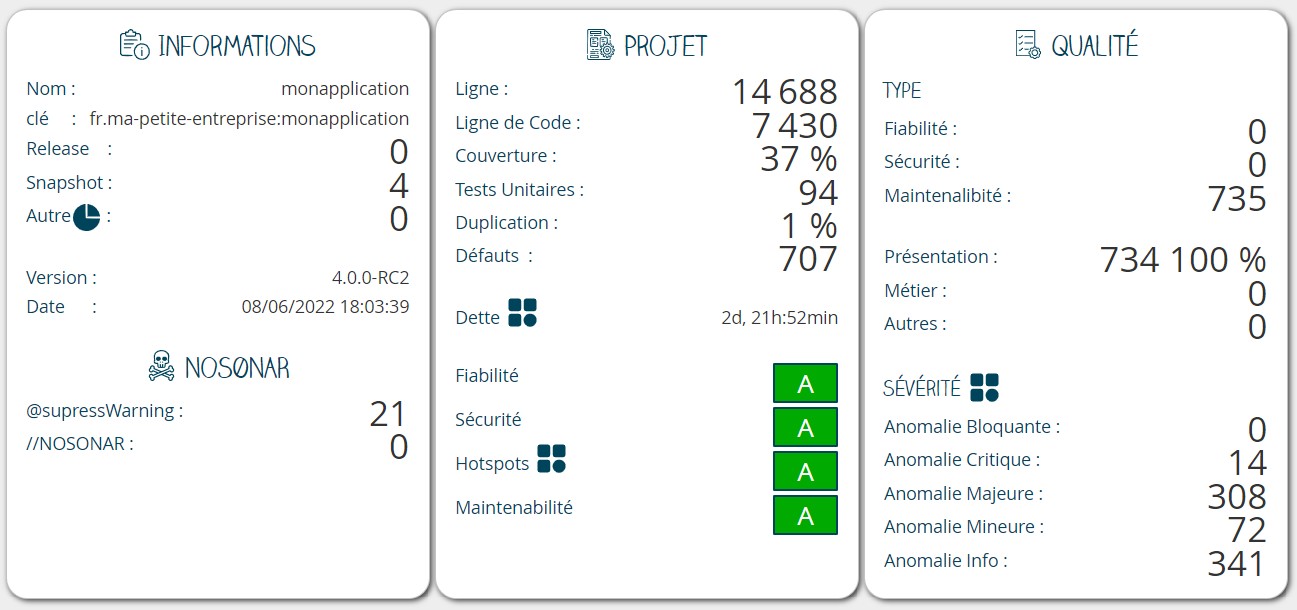 INFORMATIONS
Nom : monapplication
clé : fr.ma-petite-entreprise:monapplication
Release : 0
Snapshot : 4
Autre : 0
Version : 4.0.0-RC2
Date : 08/06/2022 18:03:39
NOSONAR
@supressWarning : 21
//NOSONAR : 0
PROJET
Ligne : 14 688
Ligne de Code : 7 430
Couverture : 37 %
Tests Unitaires : 94
Duplication : 1 %
Défauts : 707
Dette 2d, 21h:52min
Fiabilité A
Sécurité A
Hotspots A
Maintenabilité A
QUALITÉ
TYPE
Fiabilité : 0
Sécurité : 0
Maintenalibité : 735
Présentation : 734 100 %
Métier : 0
Autres : 0
SÉVÉRITÉ
Anomalie Bloquante : 0
Anomalie Critique : 14
Anomalie Majeure : 308
Anomalie Mineure : 72
Anomalie Info : 341